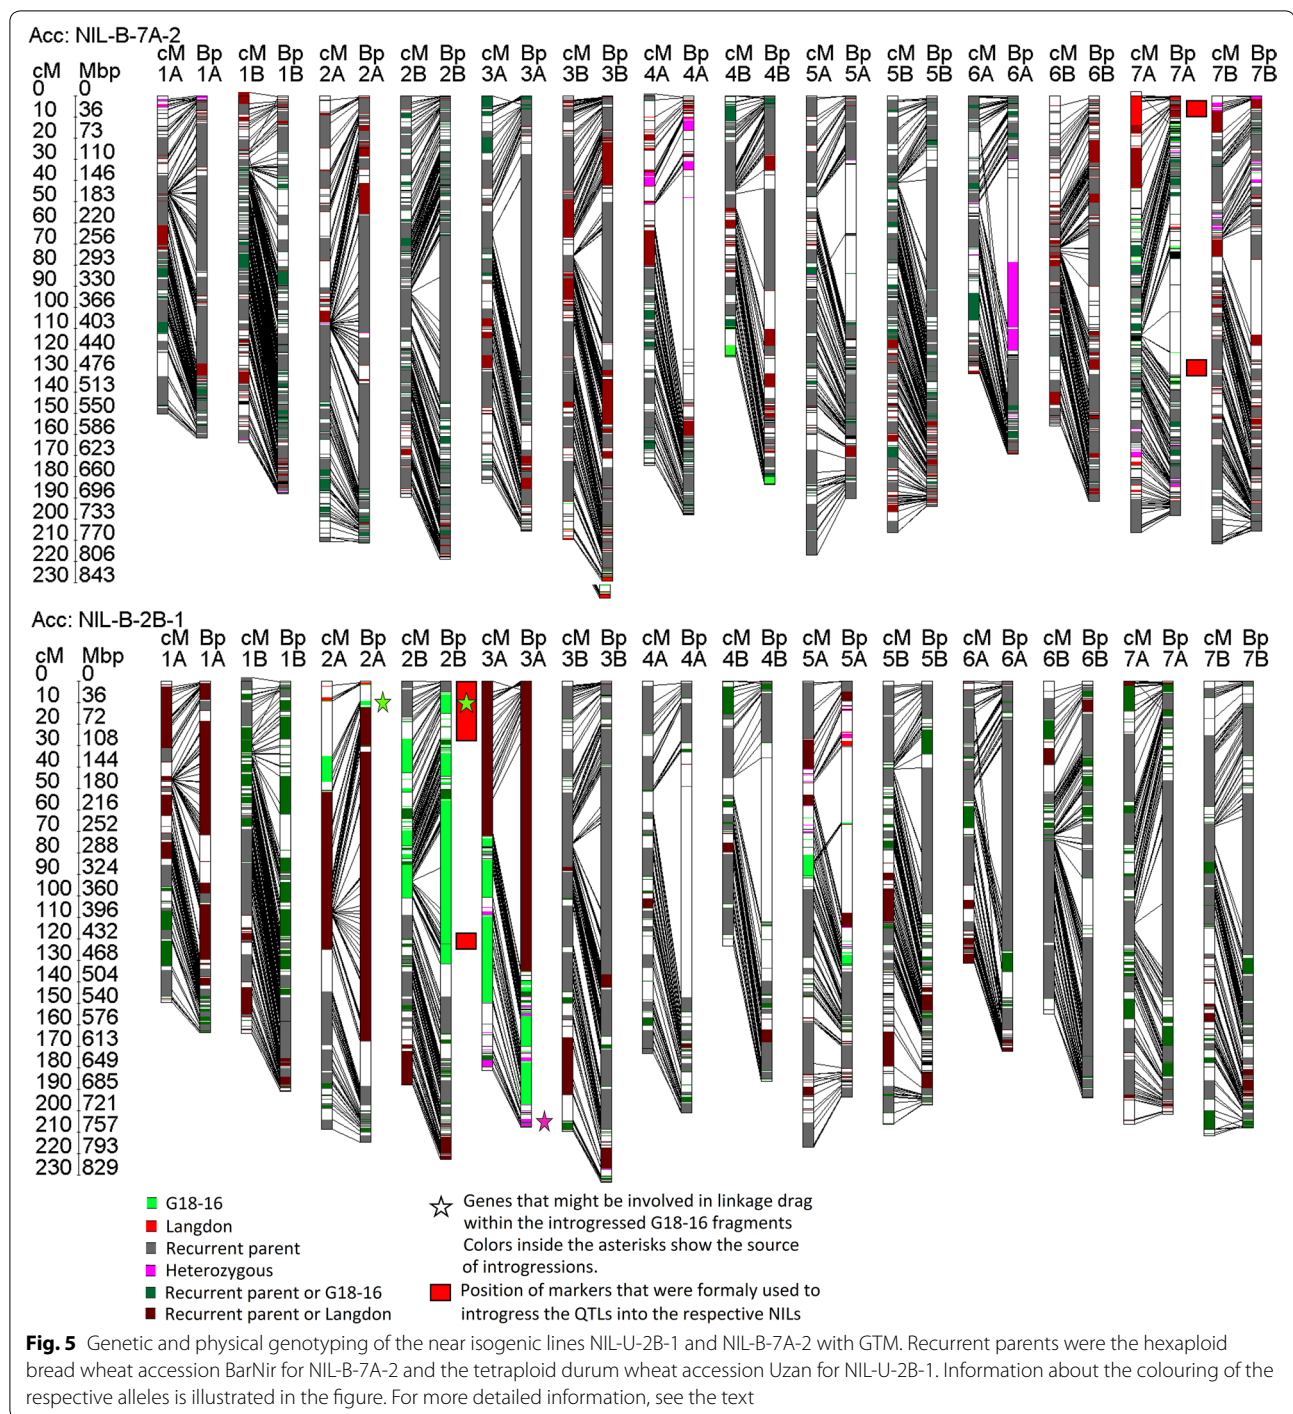 Acc: NIL-B-7A-2
cM Bp cM Bp cM Bp cM Bp cM Bp cM Bp cM Bp cM Bp cM Bp cM Bp cM Bp cM Bp cM Bp cM Bp
cM Mbp 1A 1A 1B 1B 2A 2A 2B 2B 3A 3A 3B 3B 4A 4A 4B 4B 5A 5A 5B 5B 6A 6A 6B 6B 7A 7A 7B 7B
0 0
10 36
20 73
30 110
40 146
50 183
60 220
70 256
80 293
90 330
100 366
110 403
120 440
130 476
140 513
150 550
160 586
170 623
180 660
190 696
200 733
210 770
220 806
230 843
Acc: NIL-B-2B-1
cM Bp cM Bp cM Bp cM Bp cM Bp cM Bp cM Bp cM Bp cM Bp cM Bp cM Bp cM Bp cM Bp cM Bp
cM Mbp 1A 1A 1B 1B 2A 2A 2B 2B 3A 3A 3B 3B 4A 4A 4B 4B 5A 5A 5B 5B 6A 6A 6B 6B 7A 7A 7B 7B
0 0
10 36
20 72
30 108
40 144
50 180
60 216
70 252
80 288
90 324
100 360
110 396
120 432
130 468
140 504
150 540
160 576
170 613
180 649
190 685
200 721
210 757
220 793
230 829
G18-16
Langdon
Recurrent parent
Heterozygous
Recurrent parent or G18-16
Recurrent parent or Langdon
Genes that might be involved in linkage drag
within the introgressed G18-16 fragments
Colors inside the asterisks show the source
of introgressions.
Position of markers that were formaly used to
introgress the QTLs into the respective NILs
Fig. 5 Genetic and physical genotyping of the near isogenic lines NIL-U-2B-1 and NIL-B-7A-2 with GTM. Recurrent parents were the hexaploid
bread wheat accession BarNir for NIL-B-7A-2 and the tetraploid durum wheat accession Uzan for NIL-U-2B-1. Information about the colouring of the
respective alleles is illustrated in the figure. For more detailed information, see the text